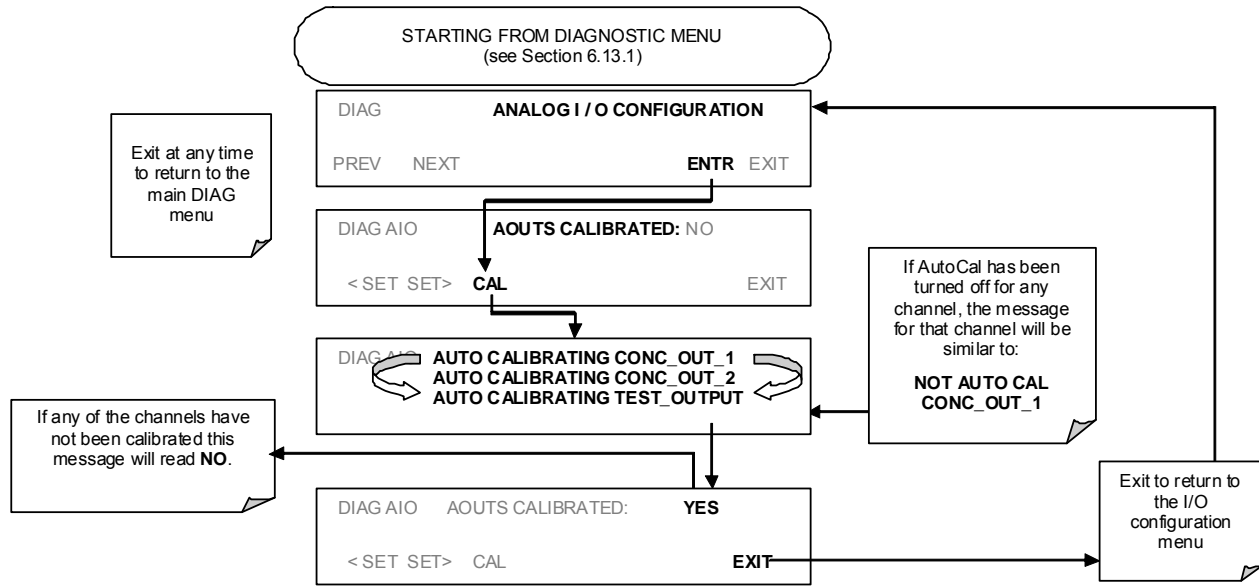 STARTING FROM DIAGNOSTIC MENU
(see Section 6.13.1)
DIAG ANALOG I / O CONFIGURATION
PREV NEXT ENTR EXIT
Exit at any time
to return to the
main DIAG
menu
DIAG AIO AOUTS CALIBRATED: NO
< SET SET> CAL EXIT
If AutoCal has been
turned off for any
channel, the message
for that channel will be
similar to:
NOT AUTO CAL
CONC_OUT_1
DIAG AIO AUTO CALIBRATING CONC_OUT_1
AUTO CALIBRATING CONC_OUT_2
AUTO CALIBRATING TEST_OUTPUT
If any of the channels have
not been calibrated this
message will read NO.
DIAG AIO AOUTS CALIBRATED: YES
< SET SET> CAL EXIT
Exit to return to
the I/O
configuration
menu